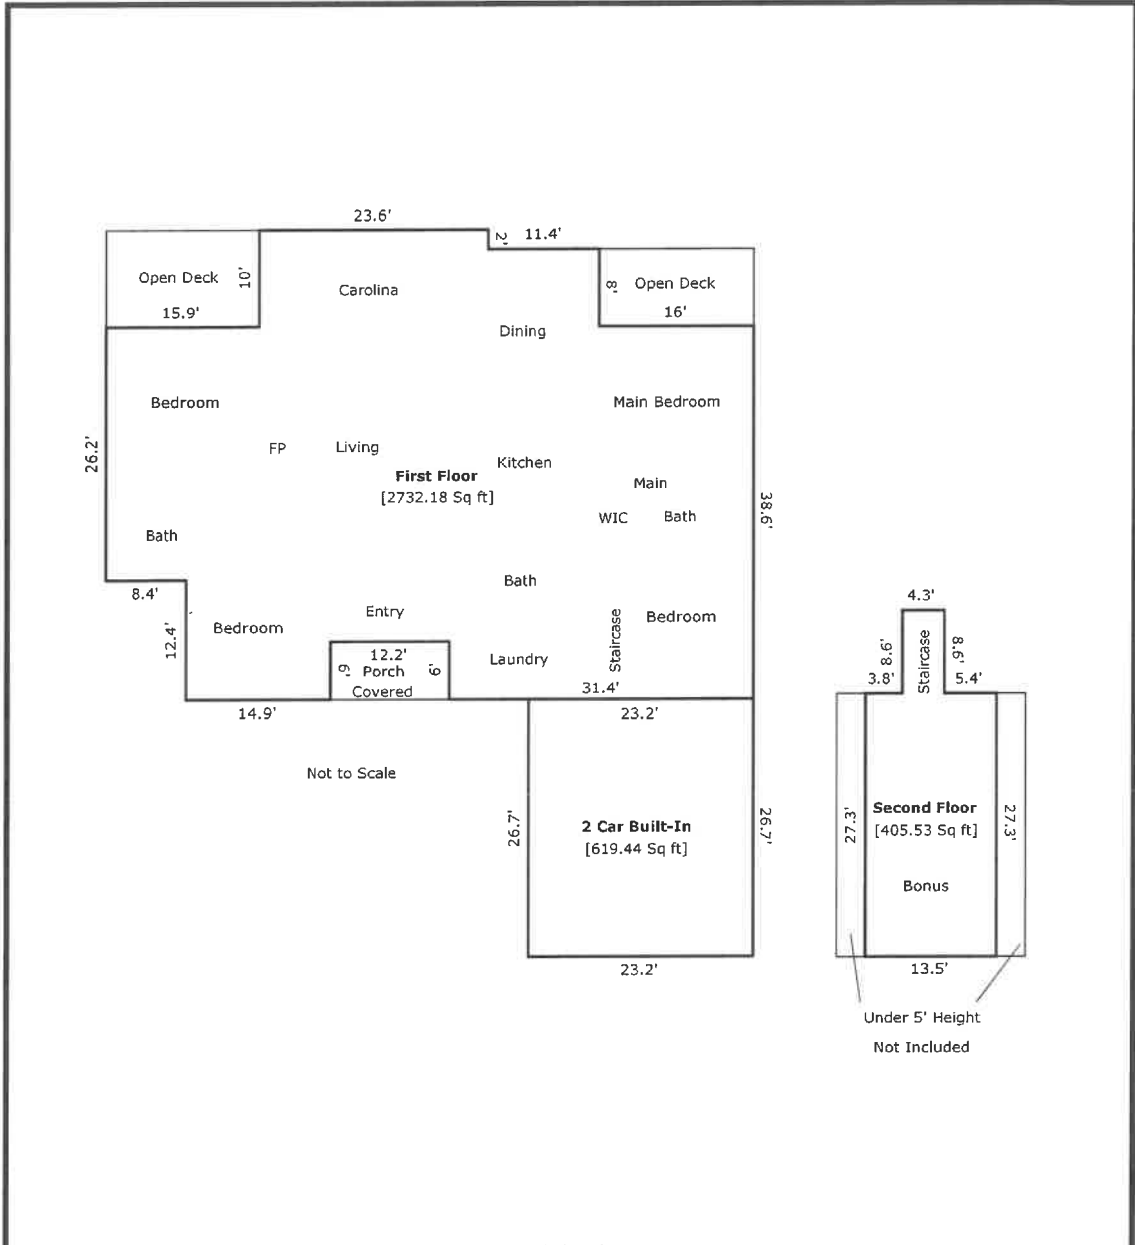 23.6'
2'
11.4'
Open Deck
10'
15.9'
Carolina
8'
Open Deck
16'
Dining
Bedroom
Main Bedroom
26.2'
FP
Living
Kitchen
First Floor
[2732.18 Sq ft]
Main
WIC
Bath
38.6'
Bath
8.4'
Bath
12.4'
Bedroom
Entry
Staircase
Bedroom
12.2'
6'
Porch
6'
Covered
Laundry
31.4'
14.9'
23.2'
Not to Scale
26.7'
2 Car Built-In
[619.44 Sq ft]
26.7'
23.2'
4.3'
8.6'
Staircase
8.6'
3.8'
5.4'
27.3'
Second Floor
[405.53 Sq ft]
27.3'
Bonus
13.5'
Under 5' Height
Not Included